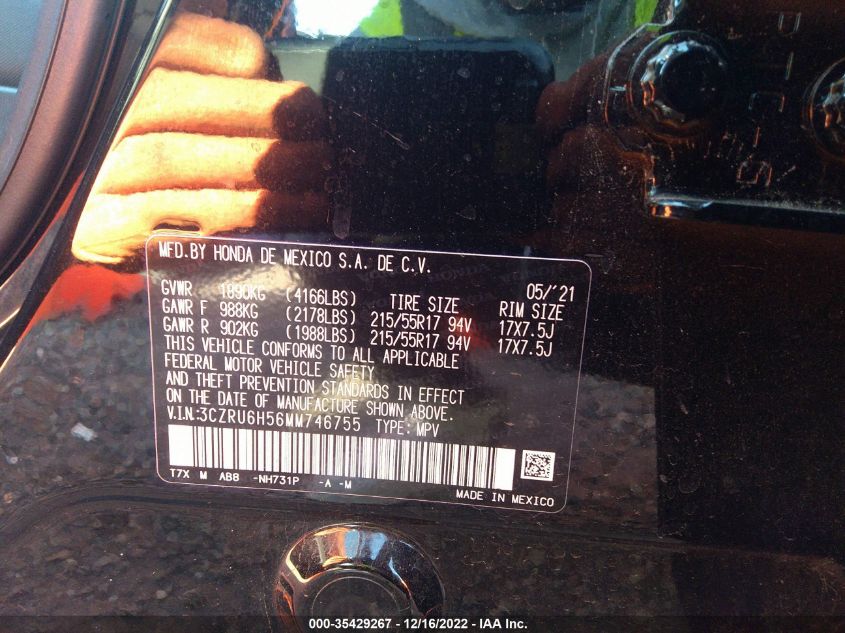 MFD.BY HONDA DE MEXICO S.A. DE C.V.
05/'21
GVWR 1890KG (4166LBS) TIRE SIZE RIM SIZE
GAWR F 988KG (2178LBS) 215/55R17 94V 17X7.5J
GAWR R 902KG (1988LBS) 215/55R17 94V 17X7.5J
THIS VEHICLE CONFORMS TO ALL APPLICABLE
FEDERAL MOTOR VEHICLE SAFETY
AND THEFT PREVENTION STANDARDS IN EFFECT
ON THE DATE OF MANUFACTURE SHOWN ABOVE.
V.I.N:3CZRU6H56MM746755 TYPE: MPV
T7X M AB8 -NH731P -A -M
MADE IN MEXICO
000-35429267 - 12/16/2022 - IAA Inc.